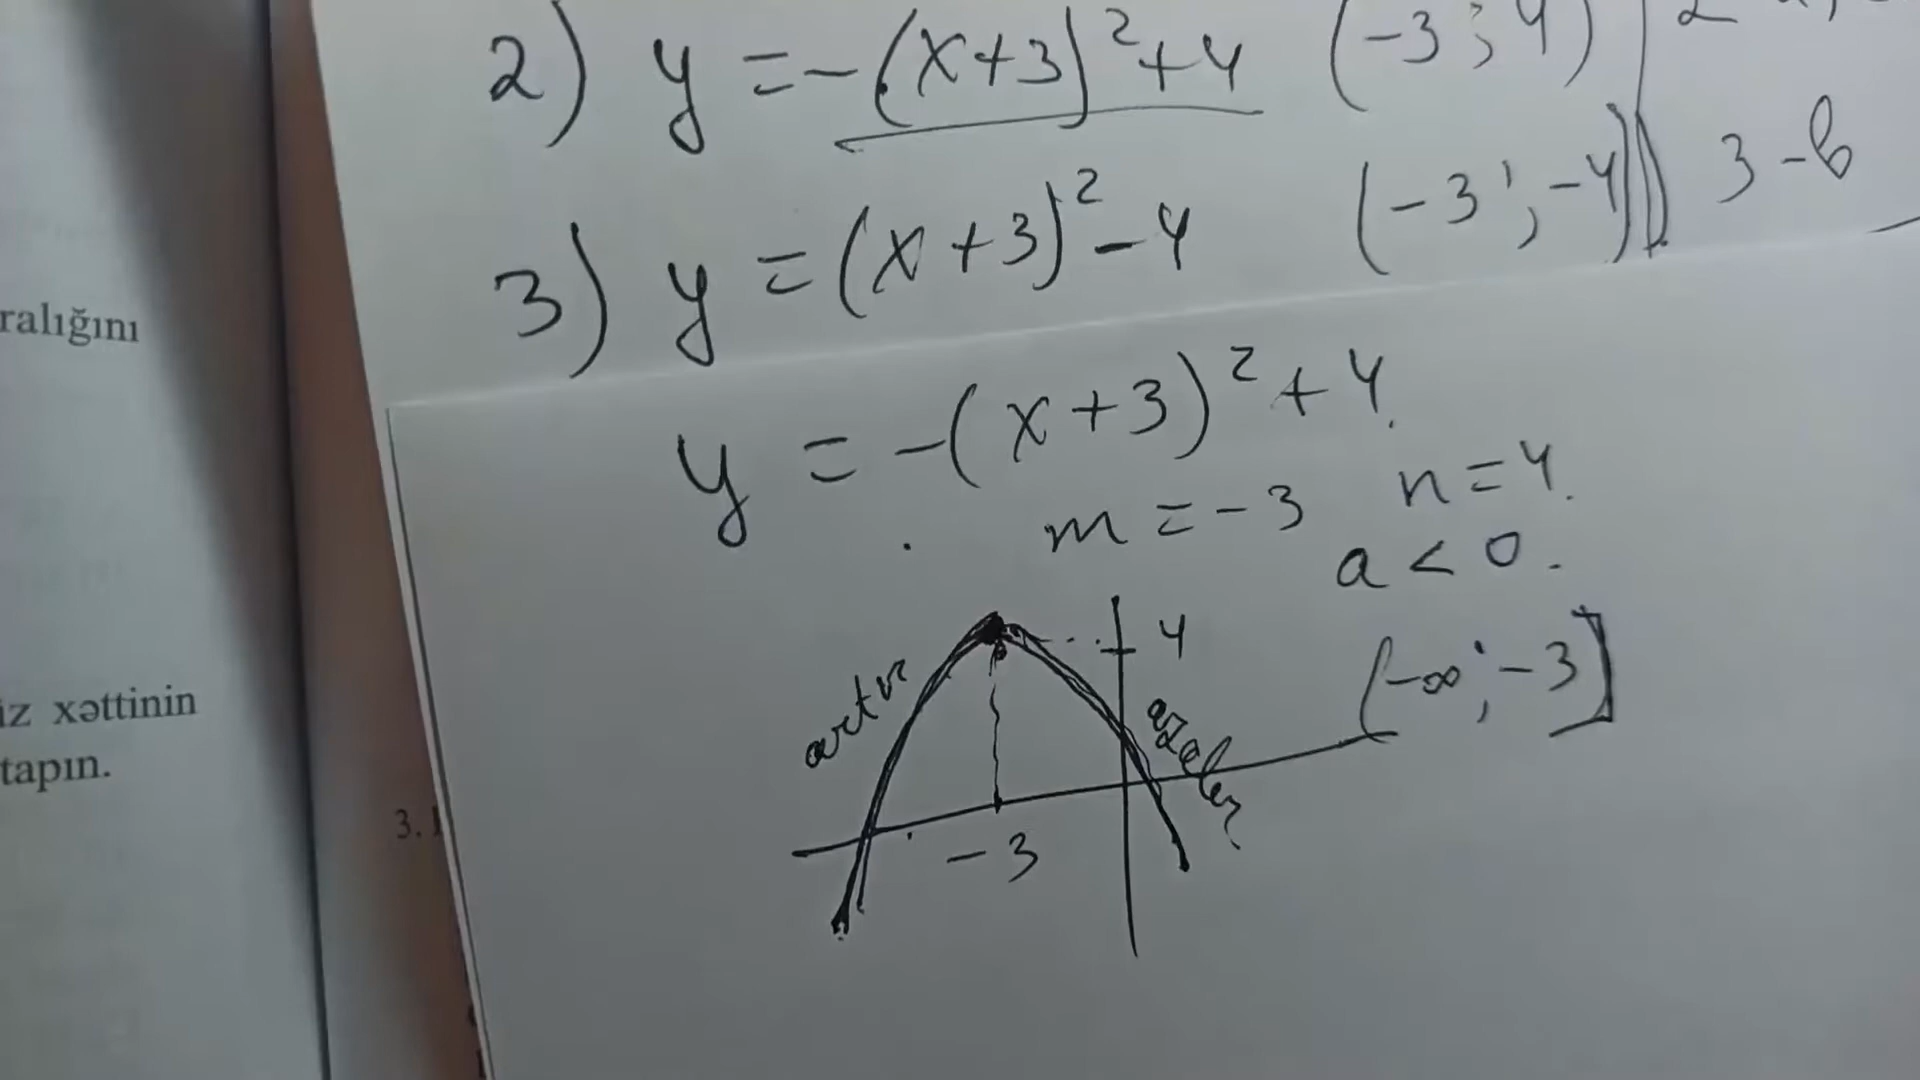 2) y = -(x+3)² + 4 (-3 ; 4)
3) y = (x+3)² - 4 (-3 ; -4) 3 - b
y = -(x+3)² + 4
m = -3 n = 4
a < 0
artır
azalır
4
(-∞ ; -3]
-3
ralığını
iz xəttinin
tapın.
3.